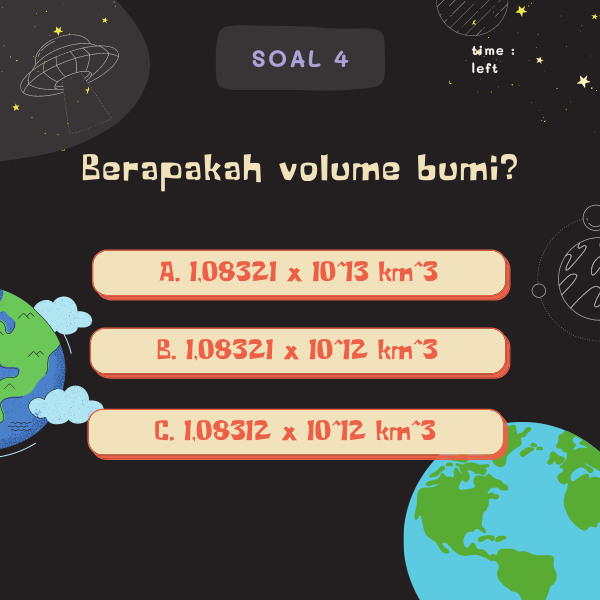 SOAL 4
time :
left
Berapakah volume bumi?
A. 1,08321 x 10^13 km^3
B. 1,08321 x 10^12 km^3
C. 1,08312 x 10^12 km^3